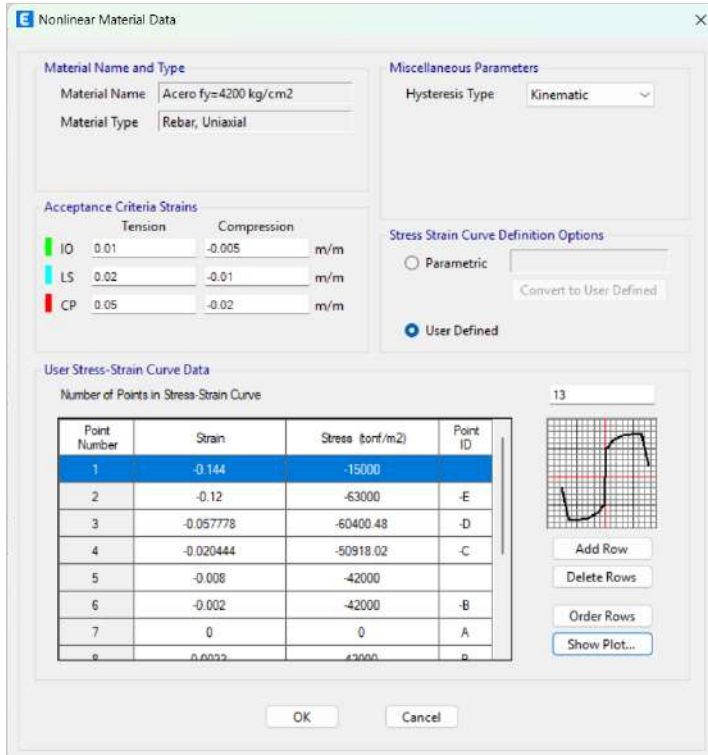 E Nonlinear Material Data
Material Name and Type
Material Name Acero fy=4200 kg/cm2
Material Type Rebar, Uniaxial
Miscellaneous Parameters
Hysteresis Type Kinematic
Acceptance Criteria Strains
Tension Compression
IO 0.01 -0.005 m/m
LS 0.02 -0.01 m/m
CP 0.05 -0.02 m/m
Stress Strain Curve Definition Options
Parametric
Convert to User Defined
User Defined
User Stress-Strain Curve Data
Number of Points in Stress-Strain Curve 13
Point Number Strain Stress (tonf/m2) Point ID
1 -0.144 -15000
2 -0.12 -63000 -E
3 -0.057778 -60400.48 -D
4 -0.020444 -50918.02 -C
5 -0.008 -42000
6 -0.002 -42000 -B
7 0 0 A
Add Row
Delete Rows
Order Rows
Show Plot...
OK Cancel